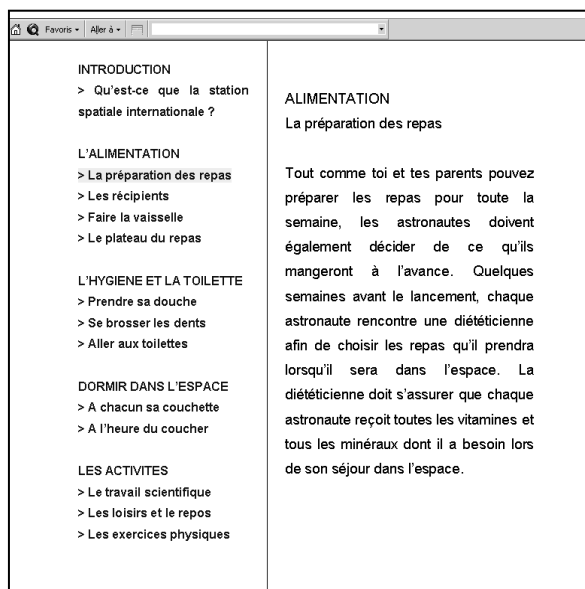 Favoris Aller à
INTRODUCTION
> Qu'est-ce que la station
spatiale internationale ?
L'ALIMENTATION
> La préparation des repas
> Les récipients
> Faire la vaisselle
> Le plateau du repas
L'HYGIENE ET LA TOILETTE
> Prendre sa douche
> Se brosser les dents
> Aller aux toilettes
DORMIR DANS L'ESPACE
> A chacun sa couchette
> A l'heure du coucher
LES ACTIVITES
> Le travail scientifique
> Les loisirs et le repos
> Les exercices physiques
ALIMENTATION
La préparation des repas
Tout comme toi et tes parents pouvez
préparer les repas pour toute la
semaine, les astronautes doivent
également décider de ce qu'ils
mangeront à l'avance. Quelques
semaines avant le lancement, chaque
astronaute rencontre une diététicienne
afin de choisir les repas qu'il prendra
lorsqu'il sera dans l'espace. La
diététicienne doit s'assurer que chaque
astronaute reçoit toutes les vitamines et
tous les minéraux dont il a besoin lors
de son séjour dans l'espace.